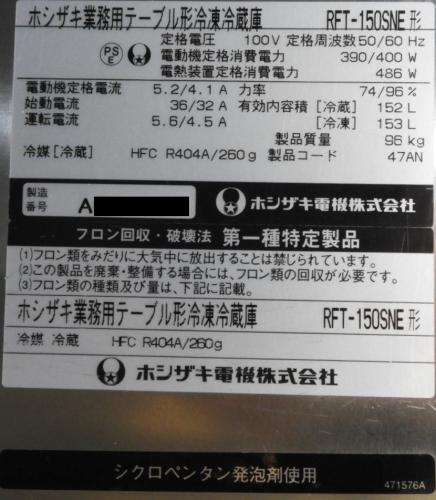 ホシザキ業務用テーブル形冷凍冷蔵庫 RFT-150SNE形
PSE 定格電圧 100V 定格周波数 50/60 Hz
電動機定格消費電力 390/400 W
電熱装置定格消費電力 486 W
電動機定格電流 5.2/4.1 A 力率 74/96 %
始動電流 36/32 A 有効内容積 [冷蔵] 152 L
運転電流 5.6/4.5 A [冷凍] 153 L
製品質量 96 kg
冷媒 [冷蔵] HFC R404A/260g 製品コード 47AN
製造番号 A ホシザキ電機株式会社
フロン回収・破壊法 第一種特定製品
(1)フロン類をみだりに大気中に放出することは禁じられています。
(2)この製品を廃棄・整備する場合には、フロン類の回収が必要です。
(3)フロン類の種類及び量は、下記に記載。
ホシザキ業務用テーブル形冷凍冷蔵庫 RFT-150SNE形
冷媒 冷蔵 HFC R404A/260g
ホシザキ電機株式会社
シクロペンタン発泡剤使用 471576A